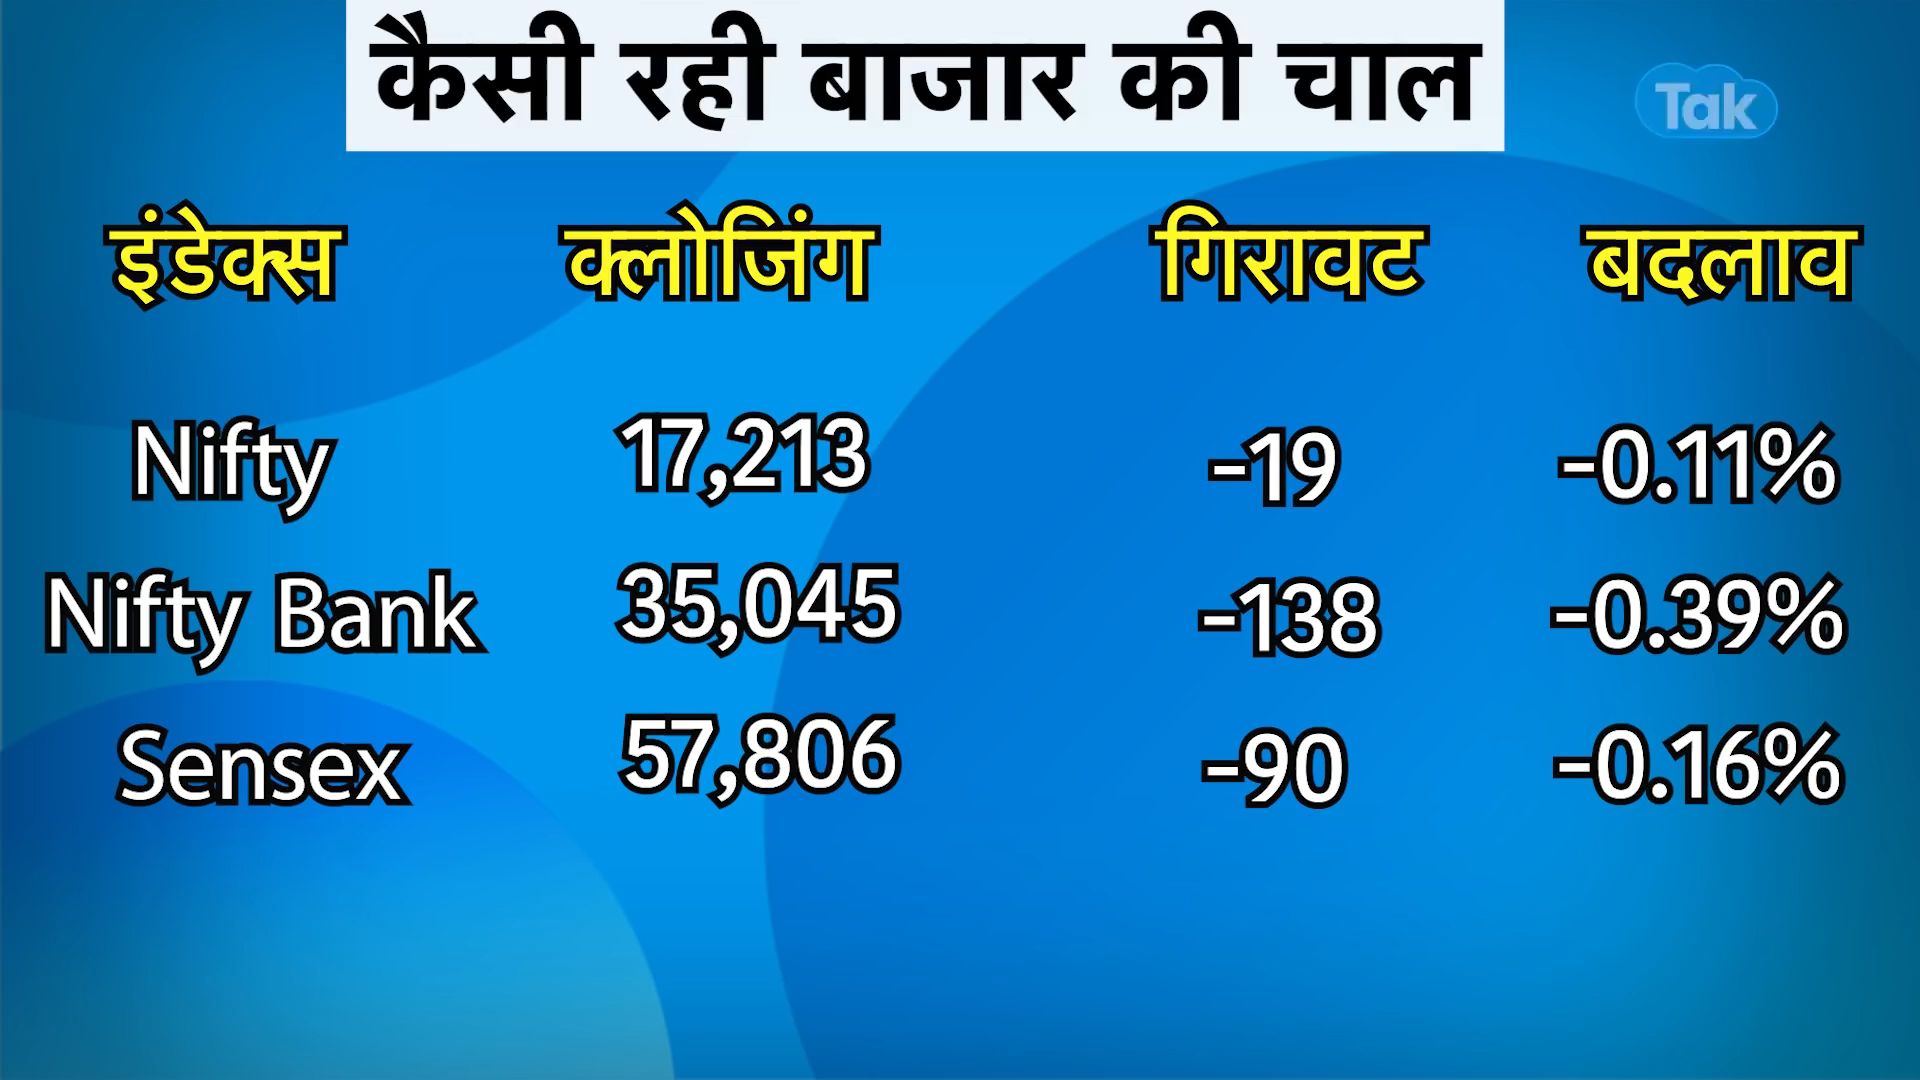 कैसी रही बाजार की चाल
Tak
इंडेक्स क्लोजिंग गिरावट बदलाव
Nifty 17,213 -19 -0.11%
Nifty Bank 35,045 -138 -0.39%
Sensex 57,806 -90 -0.16%